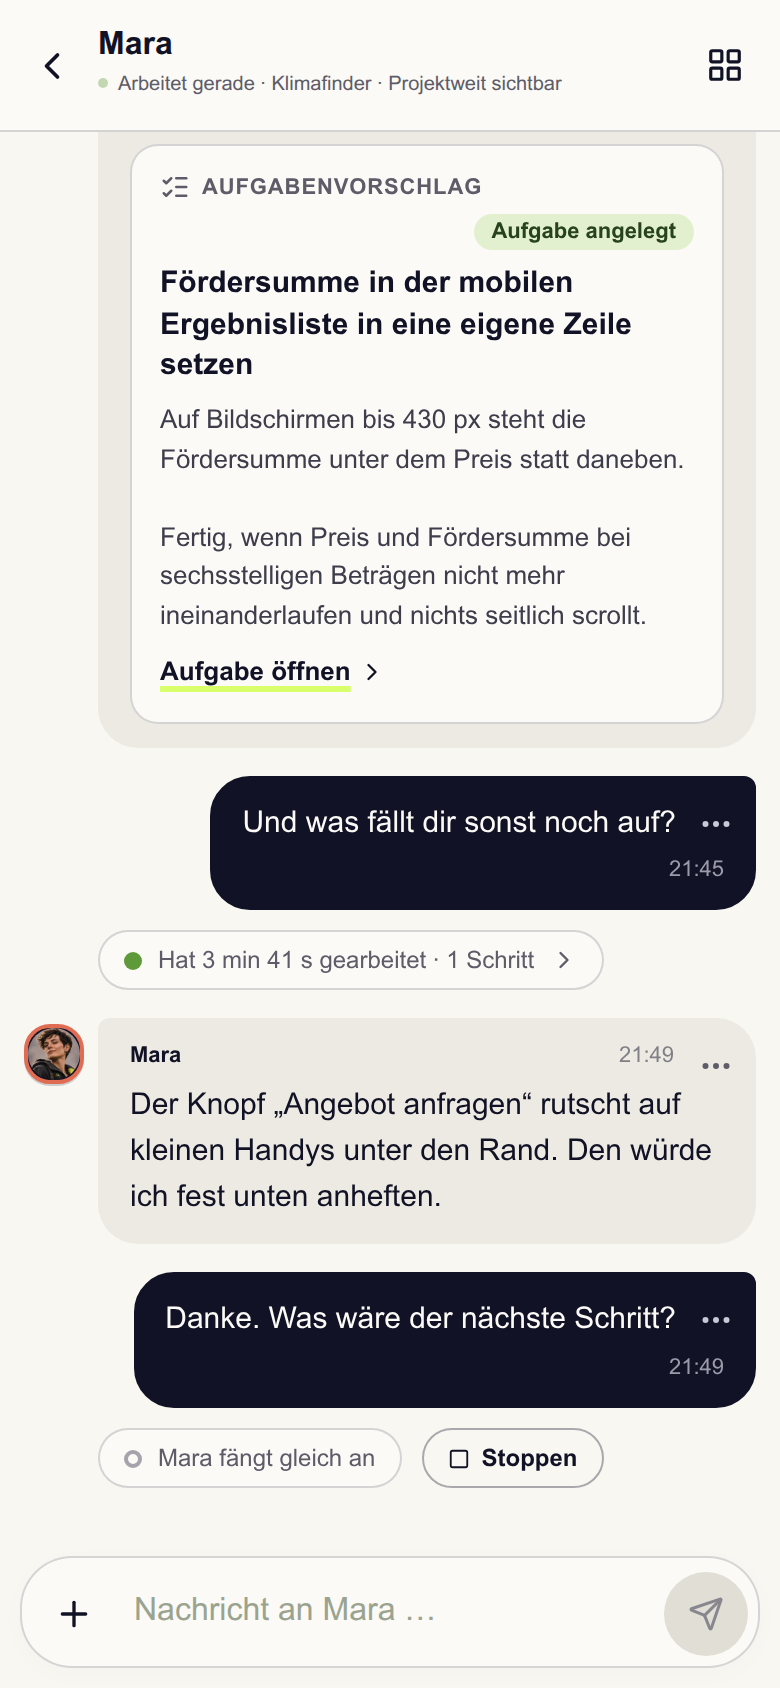 Mara
Arbeitet gerade · Klimafinder · Projektweit sichtbar
AUFGABENVORSCHLAG
Aufgabe angelegt
Fördersumme in der mobilen
Ergebnisliste in eine eigene Zeile
setzen
Auf Bildschirmen bis 430 px steht die
Fördersumme unter dem Preis statt daneben.
Fertig, wenn Preis und Fördersumme bei
sechsstelligen Beträgen nicht mehr
ineinanderlaufen und nichts seitlich scrollt.
Aufgabe öffnen
Und was fällt dir sonst noch auf?
21:45
Hat 3 min 41 s gearbeitet · 1 Schritt
Mara
21:49
Der Knopf „Angebot anfragen“ rutscht auf
kleinen Handys unter den Rand. Den würde
ich fest unten anheften.
Danke. Was wäre der nächste Schritt?
21:49
Mara fängt gleich an
Stoppen
Nachricht an Mara …